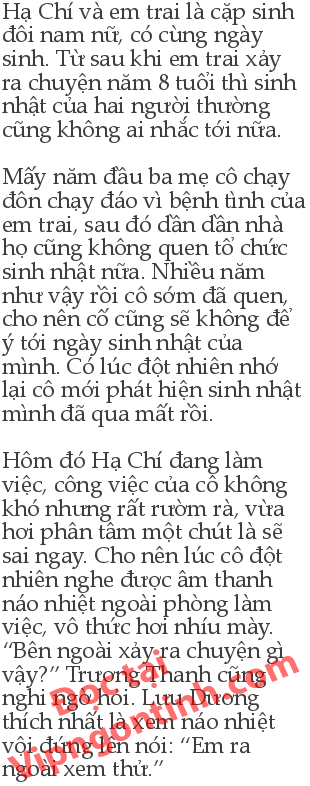 Hạ Chí và em trai là cặp sinh
đôi nam nữ, có cùng ngày
sinh. Từ sau khi em trai xảy
ra chuyện năm 8 tuổi thì sinh
nhật của hai người thường
cũng không ai nhắc tới nữa.

Mấy năm đầu ba mẹ cô chạy
đôn chạy đáo vì bệnh tình của
em trai, sau đó dần dần nhà
họ cũng không quen tổ chức
sinh nhật nữa. Nhiều năm
như vậy rồi cô sớm đã quen,
cho nên cố cũng sẽ không để
ý tới ngày sinh nhật của
mình. Có lúc đột nhiên nhớ
lại cô mới phát hiện sinh nhật
mình đã qua mất rồi.

Hôm đó Hạ Chí đang làm
việc, công việc của cô không
khó nhưng rất rườm rà, vừa
hơi phân tâm một chút là sẽ
sai ngay. Cho nên lúc cô đột
nhiên nghe được âm thanh
náo nhiệt ngoài phòng làm
việc, vô thức hơi nhíu mày.
“Bên ngoài xảy ra chuyện gì
vậy?” Trương Thanh cũng
nghi ngờ hỏi. Lưu Dương
thích nhất là xem náo nhiệt
vội đứng lên nói: “Em ra
ngoài xem thử.”
Đọc tại
Vipngontinh.com